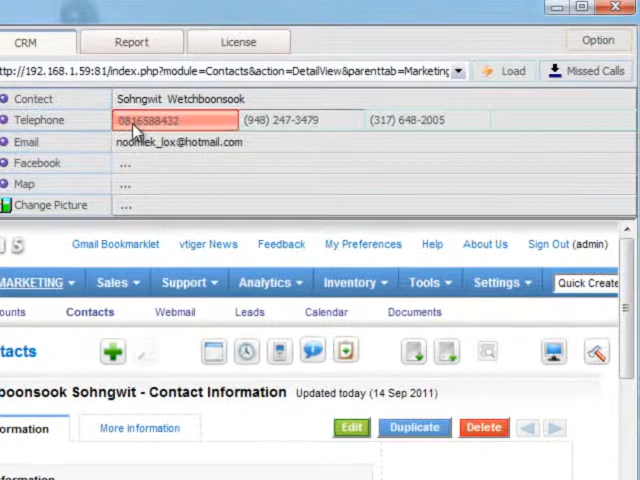 CRM Report License Option
ttp://192.168.1.59:81/index.php?module=Contacts&action=DetailView&parenttab=Marketing Load Missed Calls
Contect Sohngwit Wetchboonsook
Telephone 0816588432 (948) 247-3479 (317) 648-2005
Email noomlek_lox@hotmail.com
Facebook ...
Map ...
Change Picture ...
Gmail Bookmarklet vtiger News Feedback My Preferences Help About Us Sign Out (admin)
MARKETING Sales Support Analytics Inventory Tools Settings Quick Create
ounts Contacts Webmail Leads Calendar Documents
tacts
boonsook Sohngwit - Contact Information Updated today (14 Sep 2011)
ormation More Information Edit Duplicate Delete